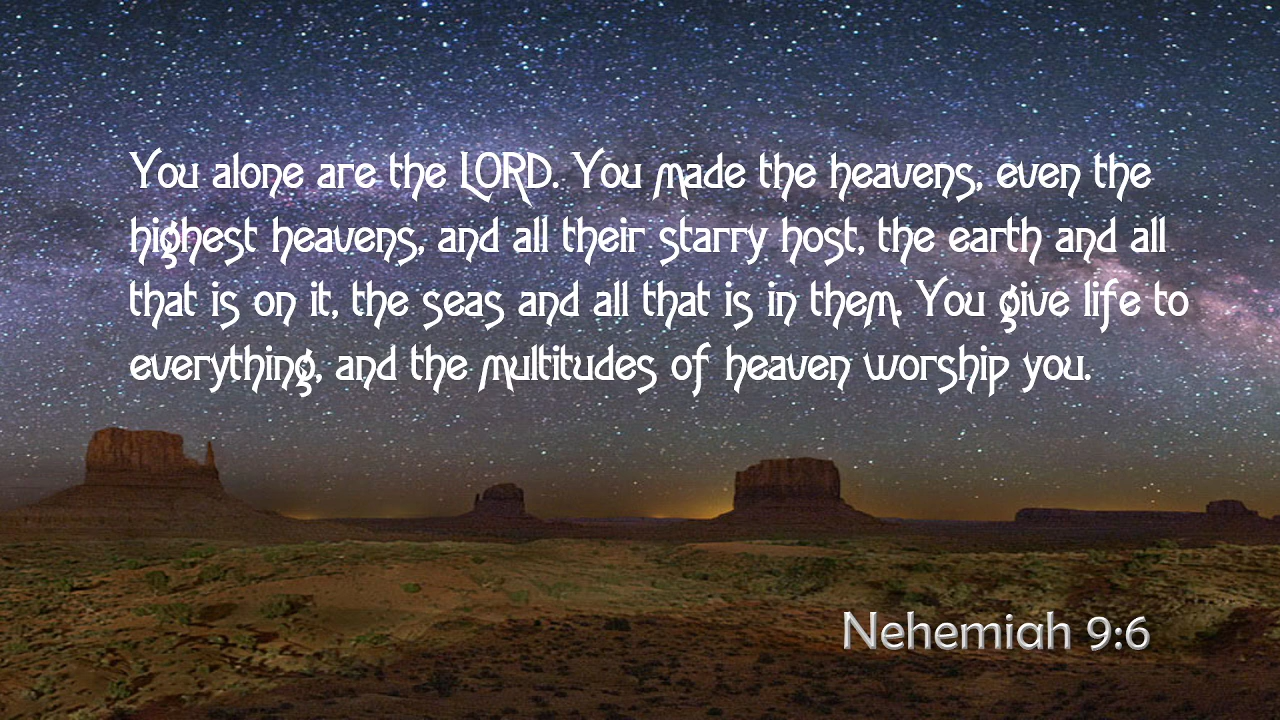 You alone are the LORD. You made the heavens, even the
highest heavens, and all their starry host, the earth and all
that is on it, the seas and all that is in them. You give life to
everything, and the multitudes of heaven worship you.
Nehemiah 9:6